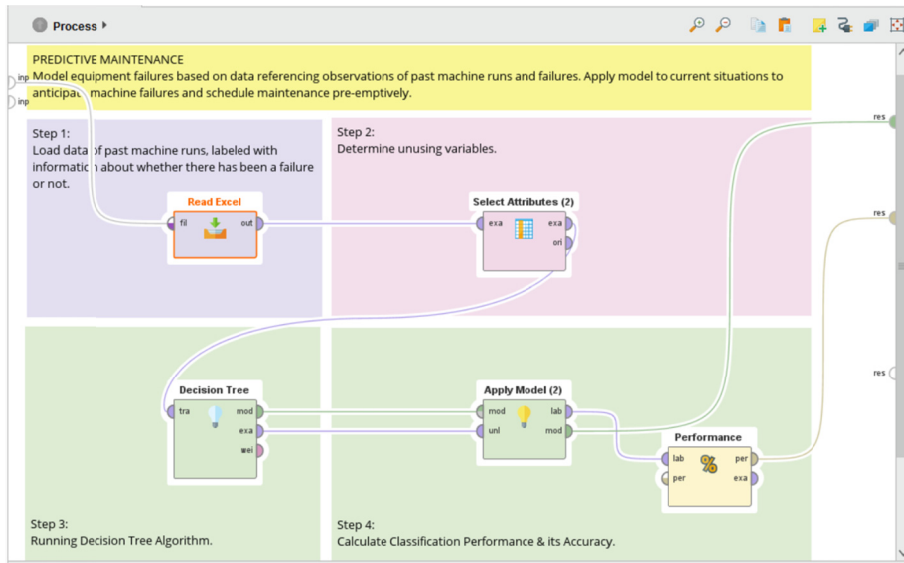 Process
PREDICTIVE MAINTENANCE
inp Model equipment failures based on data referencing observations of past machine runs and failures. Apply model to current situations to
inp anticipate machine failures and schedule maintenance pre-emptively.
res
Step 1:
Load data of past machine runs, labeled with
information about whether there has been a failure
or not.
Step 2:
Determine unusing variables.
Read Excel
fil out
Select Attributes (2)
exa exa
ori
res
res
Decision Tree
tra mod
exa
wei
Apply Model (2)
mod lab
unl mod
Performance
lab per
per exa
Step 3:
Running Decision Tree Algorithm.
Step 4:
Calculate Classification Performance & its Accuracy.